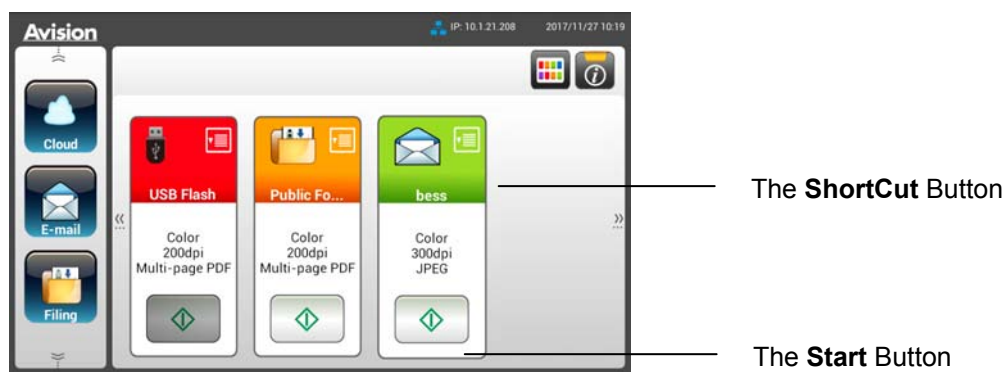 Avision
IP: 10.1.21.208 2017/11/27 10:19
Cloud
E-mail
Filing
USB Flash
Color
200dpi
Multi-page PDF
Public Fo...
Color
200dpi
Multi-page PDF
bess
Color
300dpi
JPEG
The ShortCut Button
The Start Button